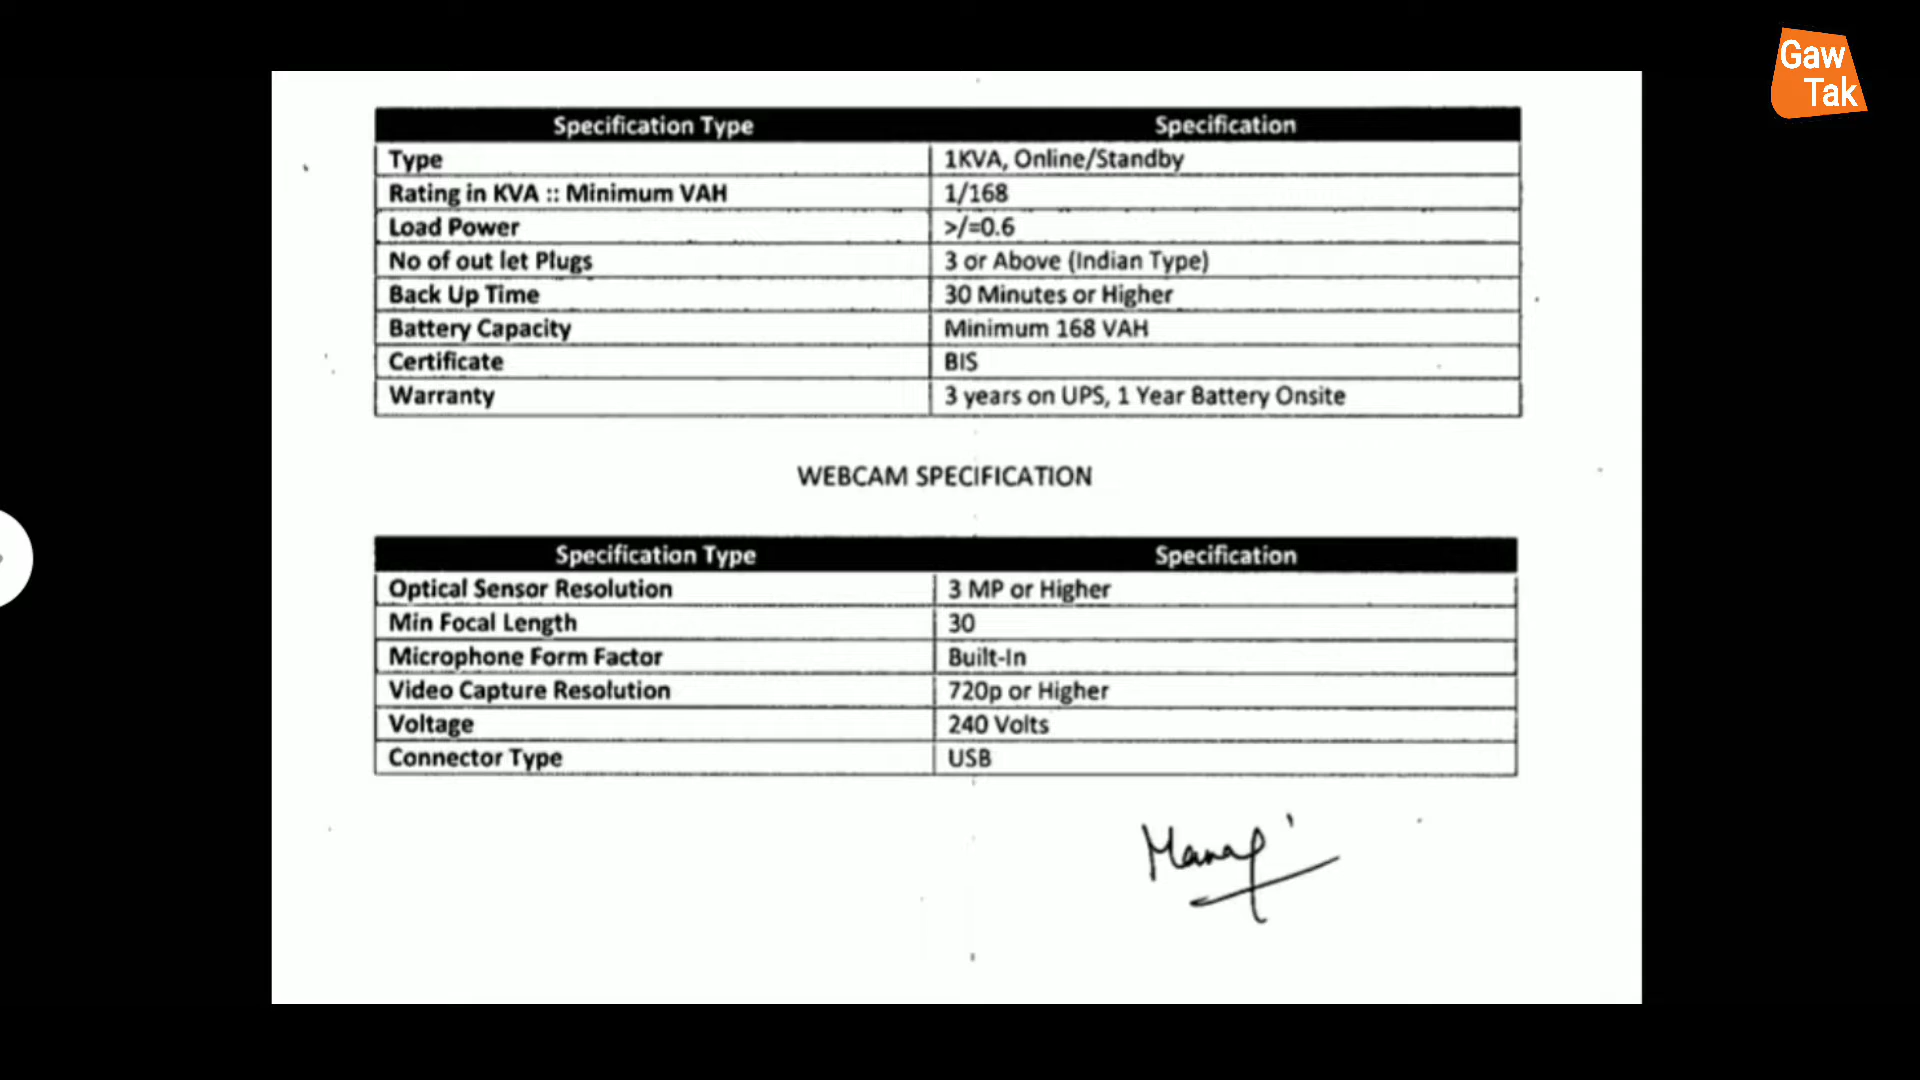 Gaw
Tak
Specification Type Specification
Type 1KVA, Online/Standby
Rating in KVA :: Minimum VAH 1/168
Load Power >/=0.6
No of out let Plugs 3 or Above (Indian Type)
Back Up Time 30 Minutes or Higher
Battery Capacity Minimum 168 VAH
Certificate BIS
Warranty 3 years on UPS, 1 Year Battery Onsite
WEBCAM SPECIFICATION
Specification Type Specification
Optical Sensor Resolution 3 MP or Higher
Min Focal Length 30
Microphone Form Factor Built-In
Video Capture Resolution 720p or Higher
Voltage 240 Volts
Connector Type USB